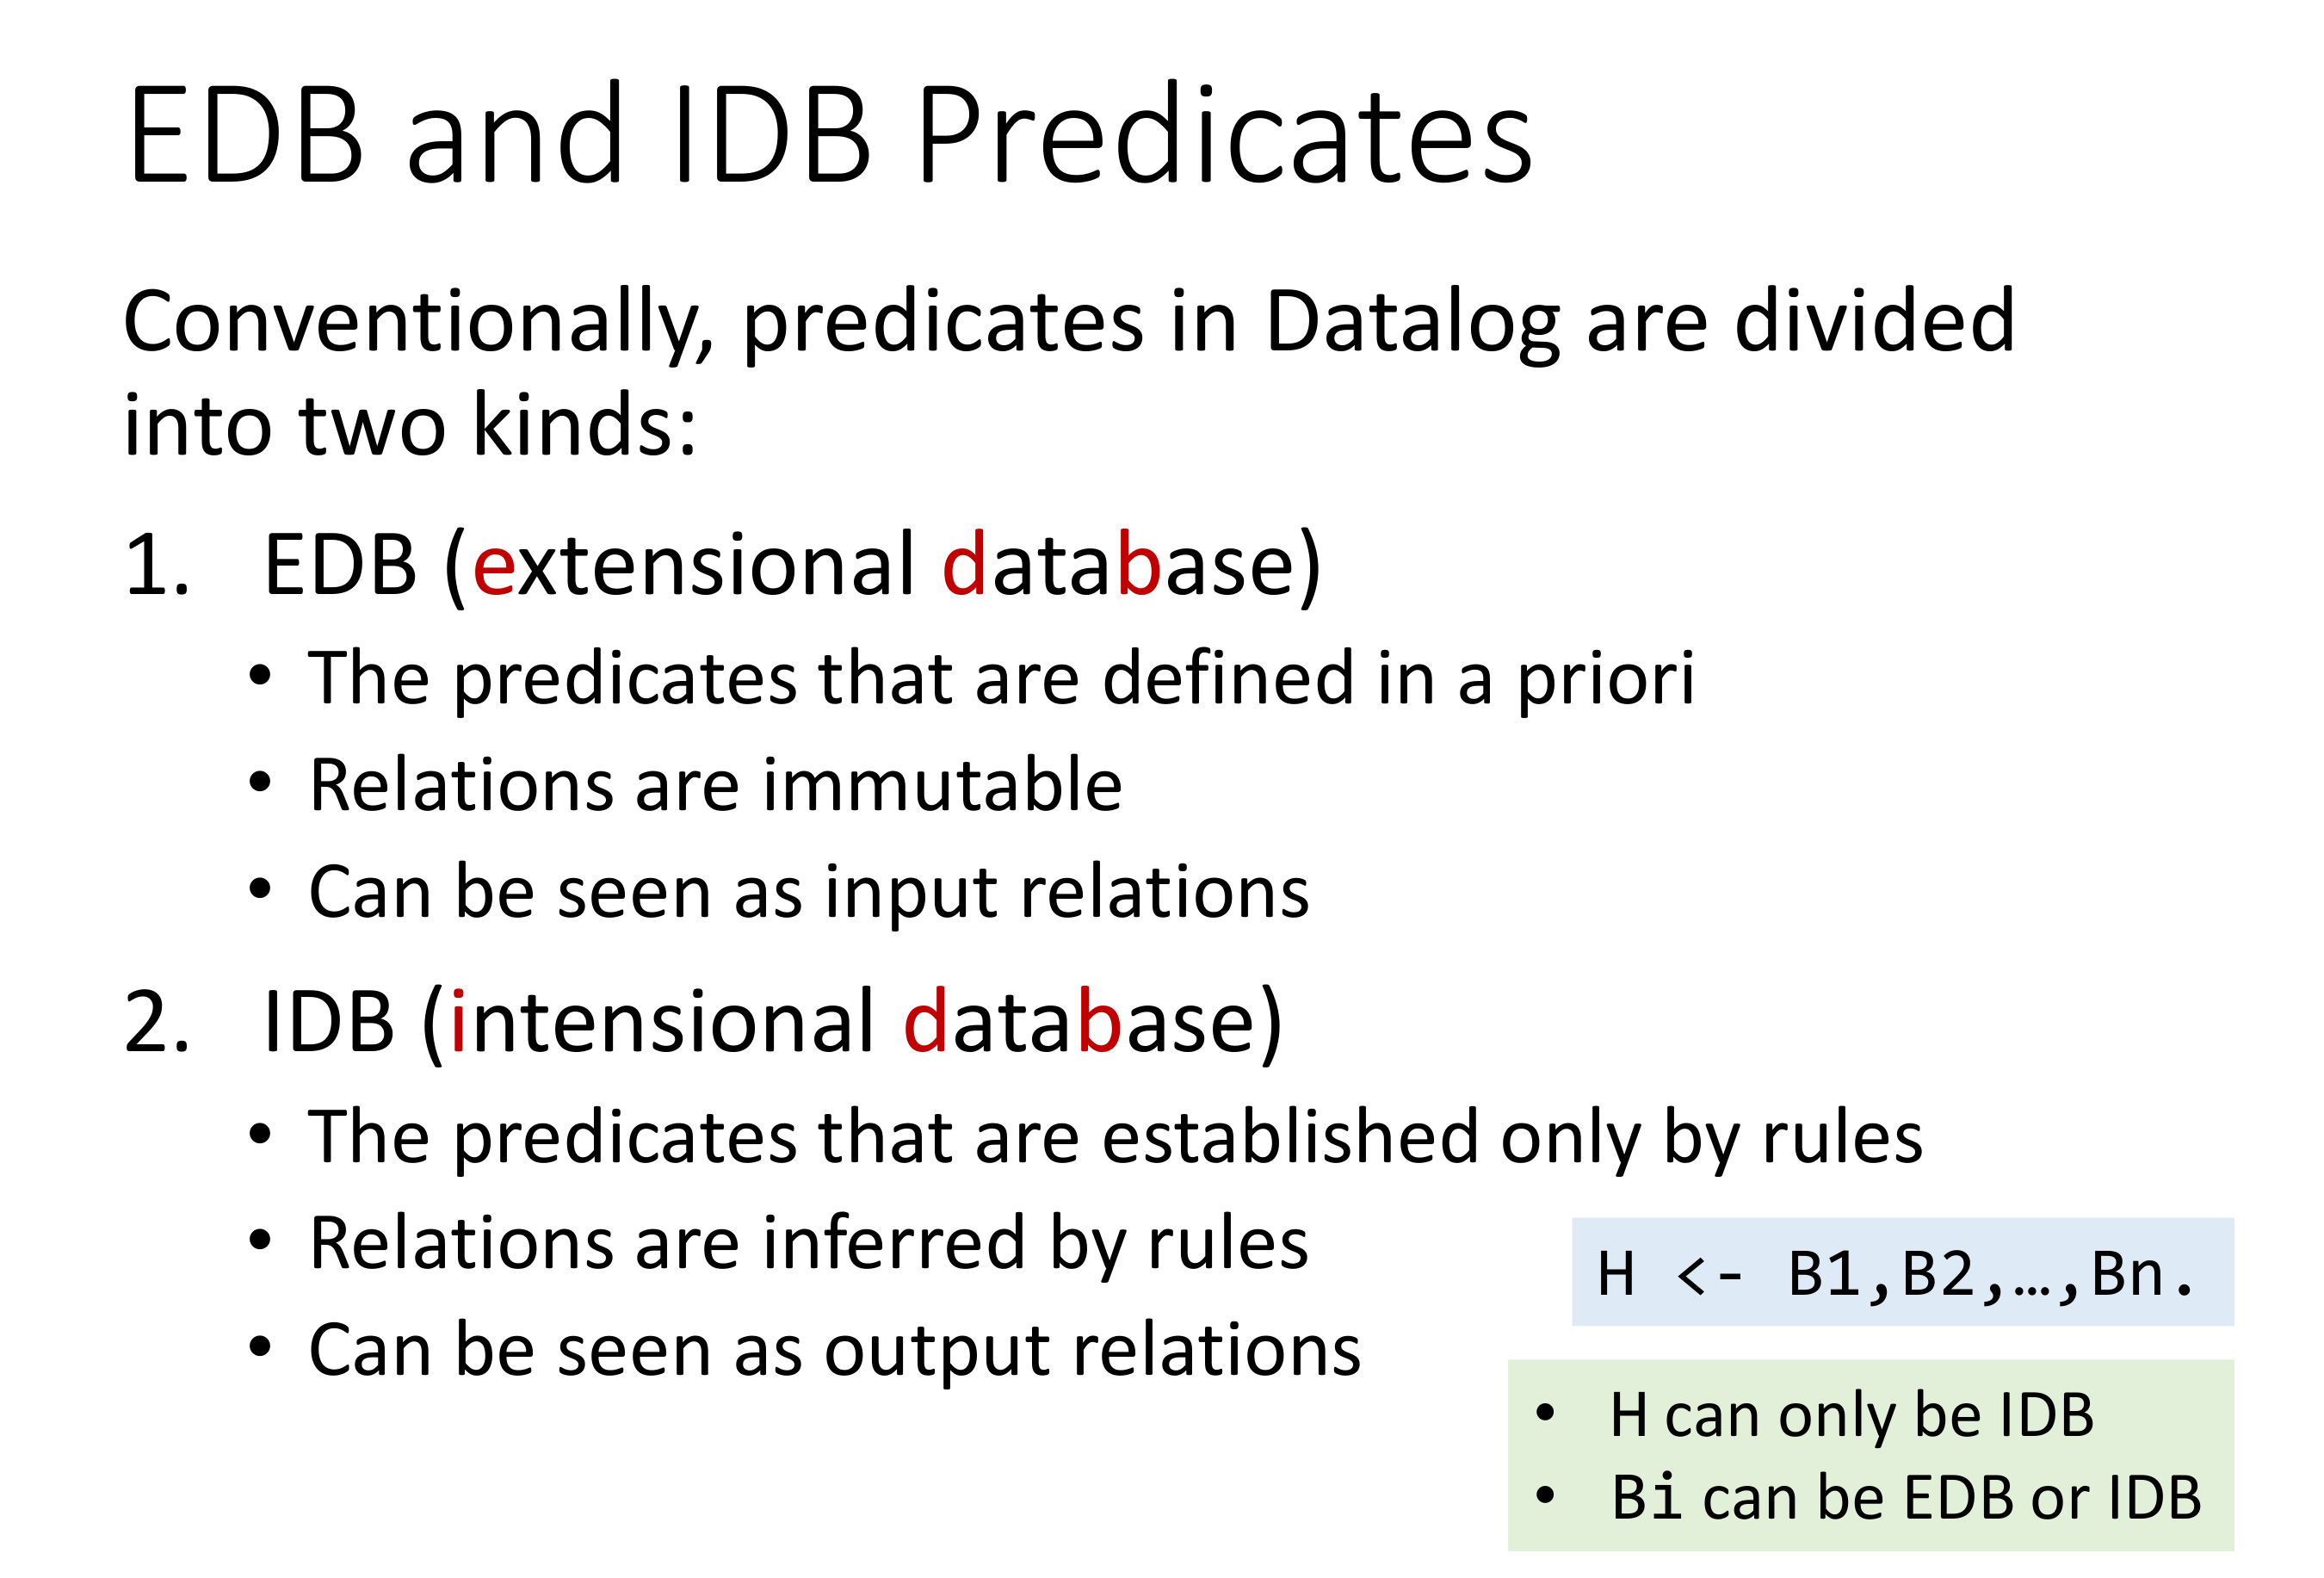 EDB and IDB Predicates
Conventionally, predicates in Datalog are divided
into two kinds:
1. EDB (extensional database)
• The predicates that are defined in a priori
• Relations are immutable
• Can be seen as input relations
2. IDB (intensional database)
• The predicates that are established only by rules
• Relations are inferred by rules
• Can be seen as output relations
H <- B1,B2,…,Bn.
• H can only be IDB
• Bi can be EDB or IDB